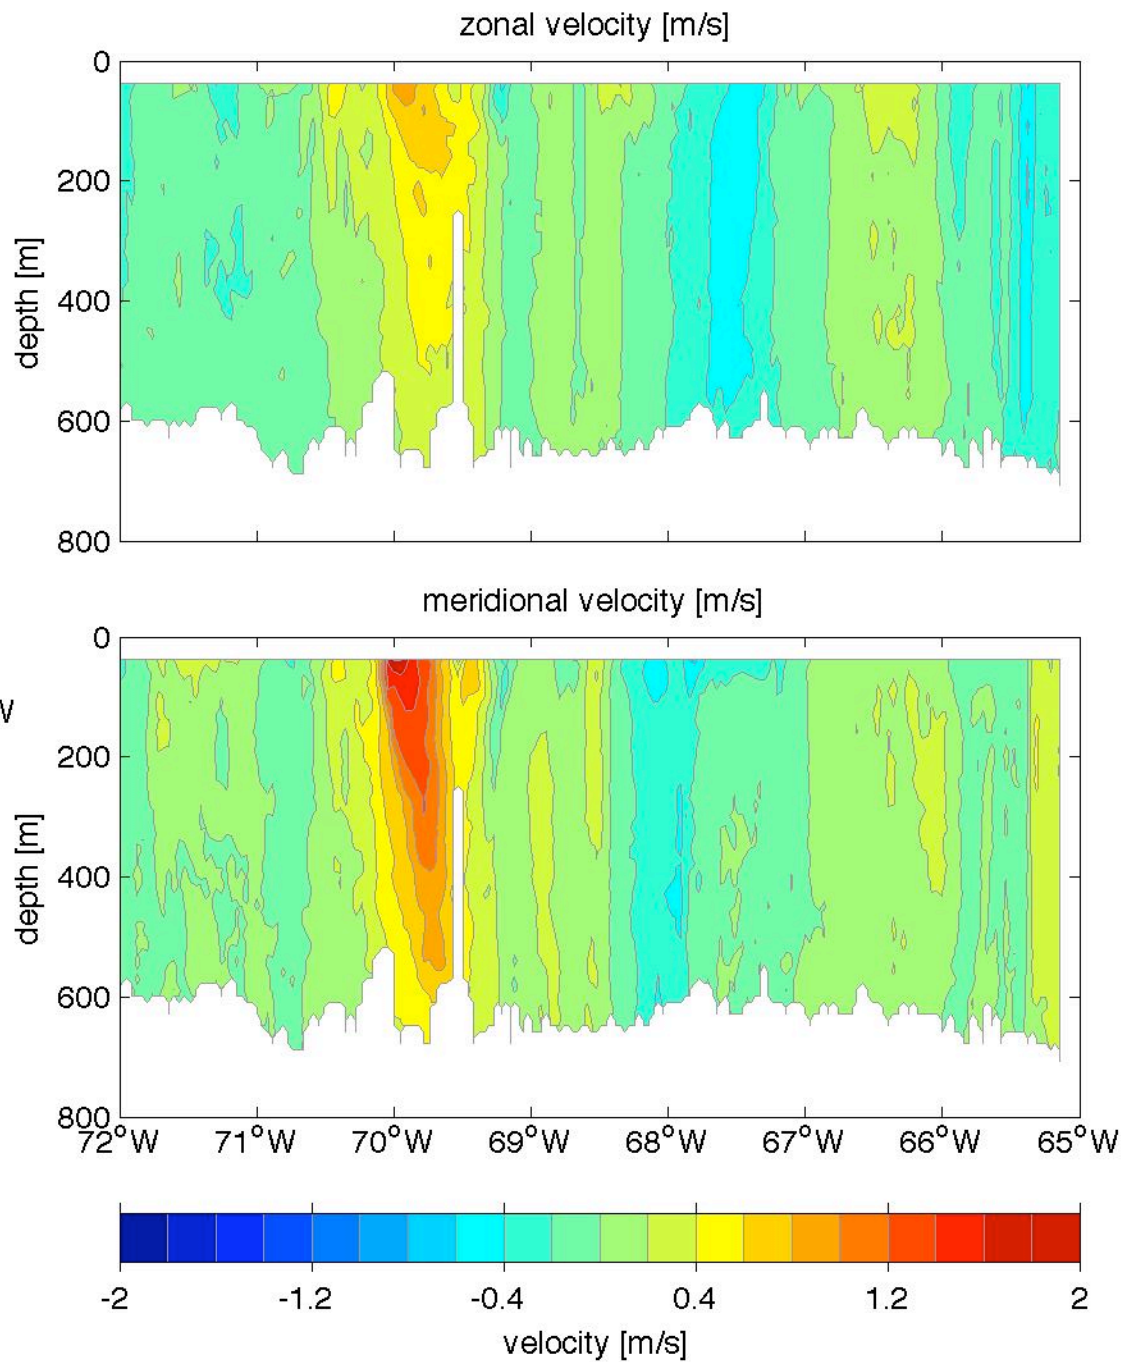 zonal velocity [m/s]
0
200
400
600
800
depth [m]
meridional velocity [m/s]
0
W
200
400
600
800
depth [m]
72°W 71°W 70°W 69°W 68°W 67°W 66°W 65°W
-2 -1.2 -0.4 0.4 1.2 2
velocity [m/s]